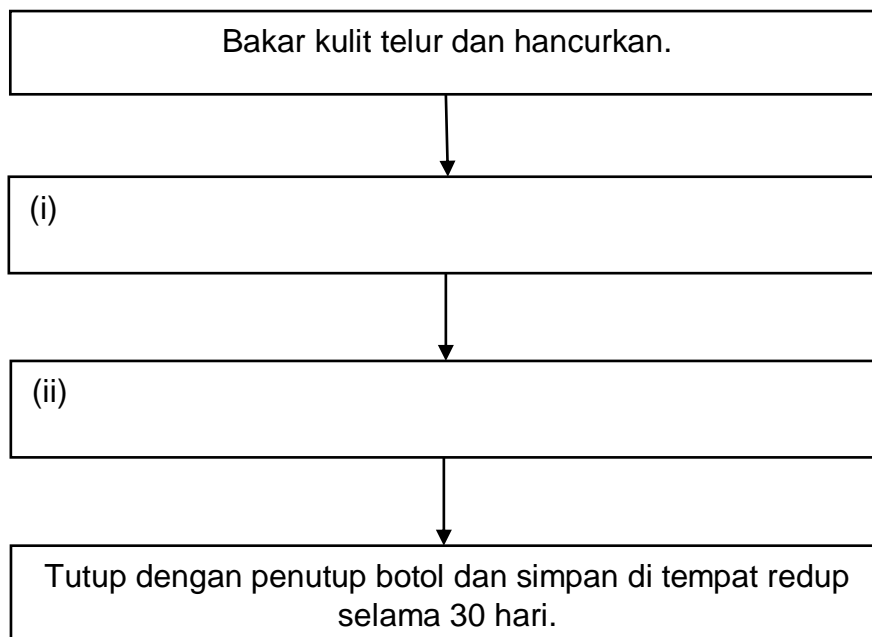 Bakar kulit telur dan hancurkan.
(i)
(ii)
Tutup dengan penutup botol dan simpan di tempat redup
selama 30 hari.